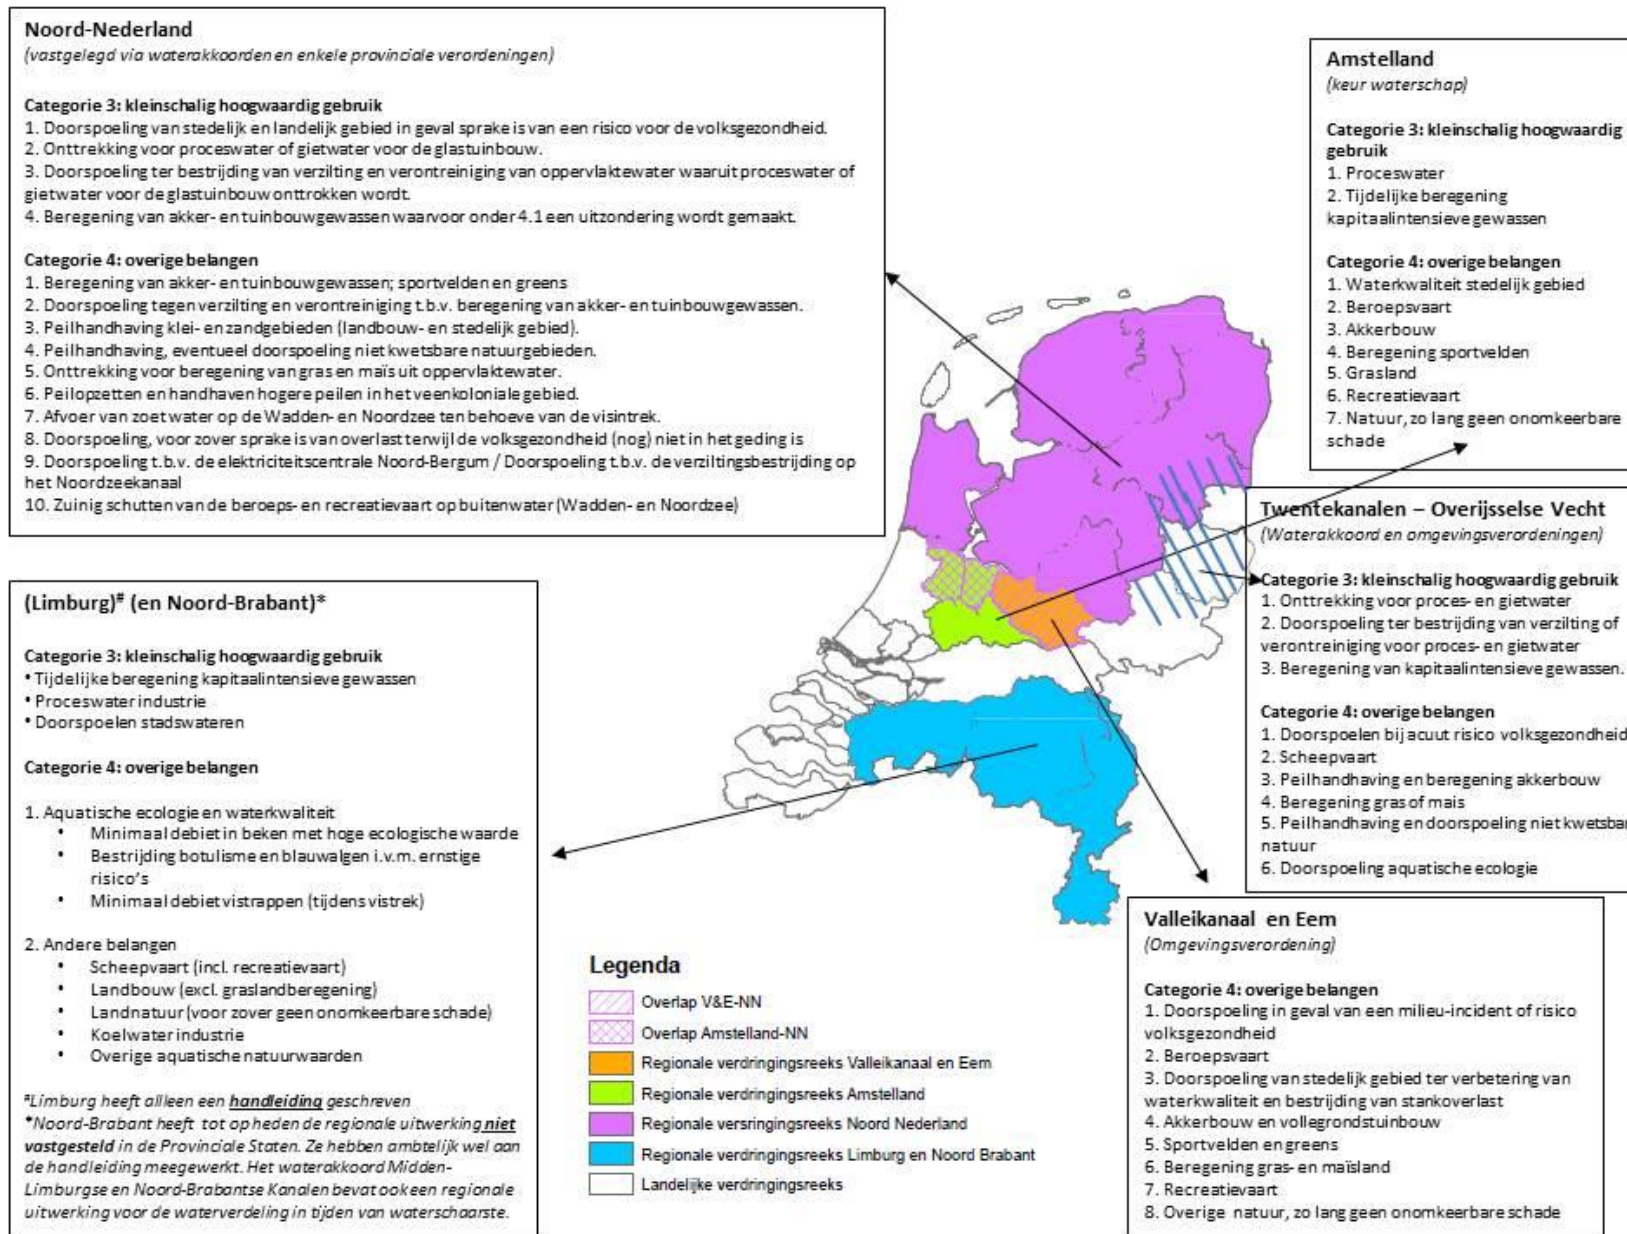 Noord-Nederland
(vastgelegd via waterakkoorden en enkele provinciale verordeningen)
Categorie 3: kleinschalig hoogwaardig gebruik
1. Doorspoeling van stedelijk en landelijk gebied in geval sprake is van een risico voor de volksgezondheid.
2. Onttrekking voor proceswater of gietwater voor de glastuinbouw.
3. Doorspoeling ter bestrijding van verzilting en verontreiniging van oppervlaktewater waaruit proceswater of
gietwater voor de glastuinbouw onttrokken wordt.
4. Beregening van akker- en tuinbouwgewassen waarvoor onder 4.1 een uitzondering wordt gemaakt.
Categorie 4: overige belangen
1. Beregening van akker- en tuinbouwgewassen; sportvelden en greens
2. Doorspoeling tegen verzilting en verontreiniging t.b.v. beregening van akker- en tuinbouwgewassen.
3. Peilhandhaving klei- en zandgebieden (landbouw- en stedelijk gebied).
4. Peilhandhaving, eventueel doorspoeling niet kwetsbare natuurgebieden.
5. Onttrekking voor beregening van gras en maïs uit oppervlaktewater.
6. Peilopzetten en handhaven hogere peilen in het veenkoloniale gebied.
7. Afvoer van zoet water op de Wadden- en Noordzee ten behoeve van de visintrek.
8. Doorspoeling, voor zover sprake is van overlast terwijl de volksgezondheid (nog) niet in het geding is
9. Doorspoeling t.b.v. de elektriciteitscentrale Noord-Bergum / Doorspoeling t.b.v. de verziltingsbestrijding op
het Noordzeekanaal
10. Zuinig schutten van de beroeps- en recreatievaart op buitenwater (Wadden- en Noordzee)
Amstelland
(keur waterschap)
Categorie 3: kleinschalig hoogwaardig
gebruik
1. Proceswater
2. Tijdelijke beregening
kapitaalintensieve gewassen
Categorie 4: overige belangen
1. Waterkwaliteit stedelijk gebied
2. Beroepsvaart
3. Akkerbouw
4. Beregening sportvelden
5. Grasland
6. Recreatievaart
7. Natuur, zo lang geen onomkeerbare
schade
Twentekanalen – Overijsselse Vecht
(Waterakkoord en omgevingsverordeningen)
Categorie 3: kleinschalig hoogwaardig gebruik
1. Onttrekking voor proces- en gietwater
2. Doorspoeling ter bestrijding van verzilting of
verontreiniging voor proces- en gietwater
3. Beregening van kapitaalintensieve gewassen.
Categorie 4: overige belangen
1. Doorspoelen bij acuut risico volksgezondheid
2. Scheepvaart
3. Peilhandhaving en beregening akkerbouw
4. Beregening gras of mais
5. Peilhandhaving en doorspoeling niet kwetsbar
natuur
6. Doorspoeling aquatische ecologie
(Limburg)# (en Noord-Brabant)*
Categorie 3: kleinschalig hoogwaardig gebruik
• Tijdelijke beregening kapitaalintensieve gewassen
• Proceswater industrie
• Doorspoelen stadswateren
Categorie 4: overige belangen
1. Aquatische ecologie en waterkwaliteit
• Minimaal debiet in beken met hoge ecologische waarde
• Bestrijding botulisme en blauwalgen i.v.m. ernstige
risico's
• Minimaal debiet vistrappen (tijdens vistrek)
2. Andere belangen
• Scheepvaart (incl. recreatievaart)
• Landbouw (excl. graslandberegening)
• Landnatuur (voor zover geen onomkeerbare schade)
• Koelwater industrie
• Overige aquatische natuurwaarden
#Limburg heeft allleen een handleiding geschreven
*Noord-Brabant heeft tot op heden de regionale uitwerking niet
vastgesteld in de Provinciale Staten. Ze hebben ambtelijk wel aan
de handleiding meegewerkt. Het waterakkoord Midden-
Limburgse en Noord-Brabantse Kanalen bevat ook een regionale
uitwerking voor de waterverdeling in tijden van waterschaarste.
Legenda
Overlap V&E-NN
Overlap Amstelland-NN
Regionale verdringingsreeks Valleikanaal en Eem
Regionale verdringingsreeks Amstelland
Regionale versringingsreeks Noord Nederland
Regionale verdringingsreeks Limburg en Noord Brabant
Landelijke verdringingsreeks
Valleikanaal en Eem
(Omgevingsverordening)
Categorie 4: overige belangen
1. Doorspoeling in geval van een milieu-incident of risico
volksgezondheid
2. Beroepsvaart
3. Doorspoeling van stedelijk gebied ter verbetering van
waterkwaliteit en bestrijding van stankoverlast
4. Akkerbouw en vollegrondstuinbouw
5. Sportvelden en greens
6. Beregening gras- en maïsland
7. Recreatievaart
8. Overige natuur, zo lang geen onomkeerbare schade